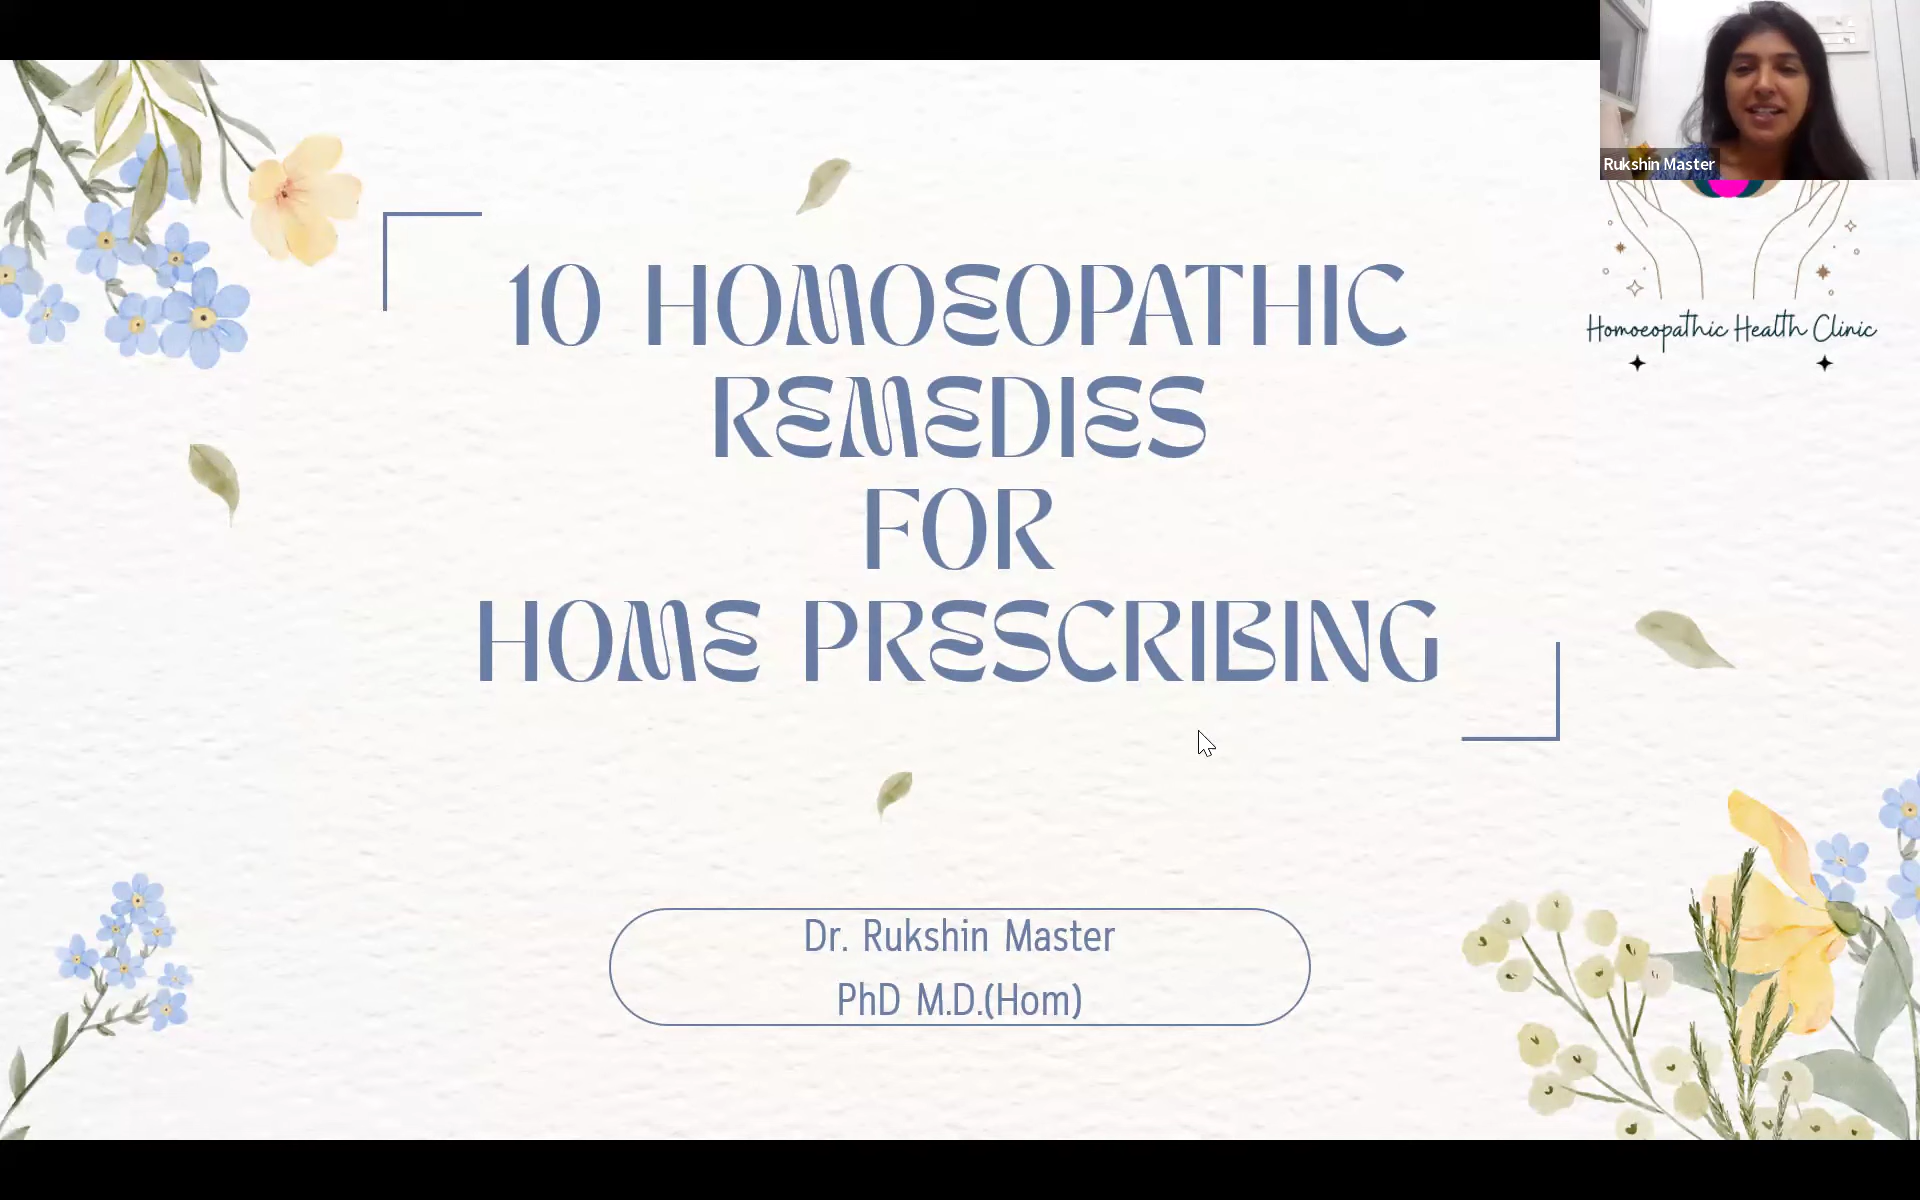 Rukshin Master
10 HOMOEOPATHIC
REMEDIES
FOR
HOME PRESCRIBING
Homoeopathic Health Clinic
Dr. Rukshin Master
PhD M.D.(Hom)